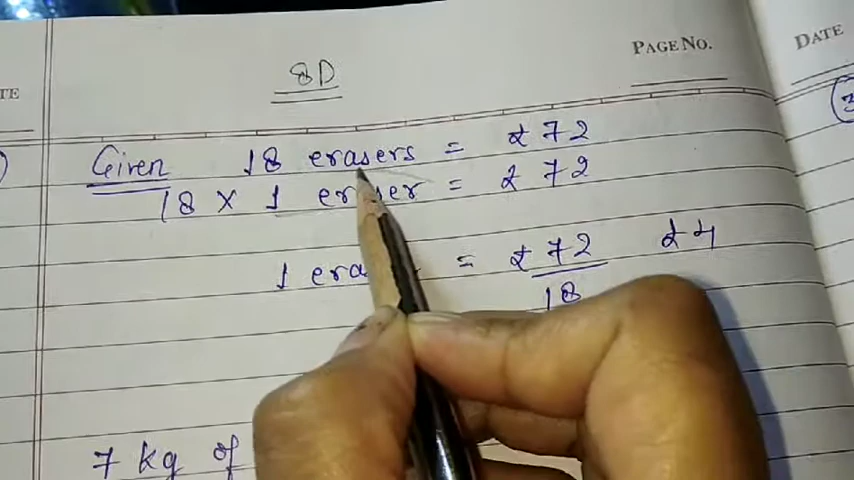 PAGE No.
DATE
TE
8D
Given 18 erasers = ₹ 72
18 × 1 eraser = ₹ 72
1 era = ₹ 72 ₹ 4
18
7 kg of